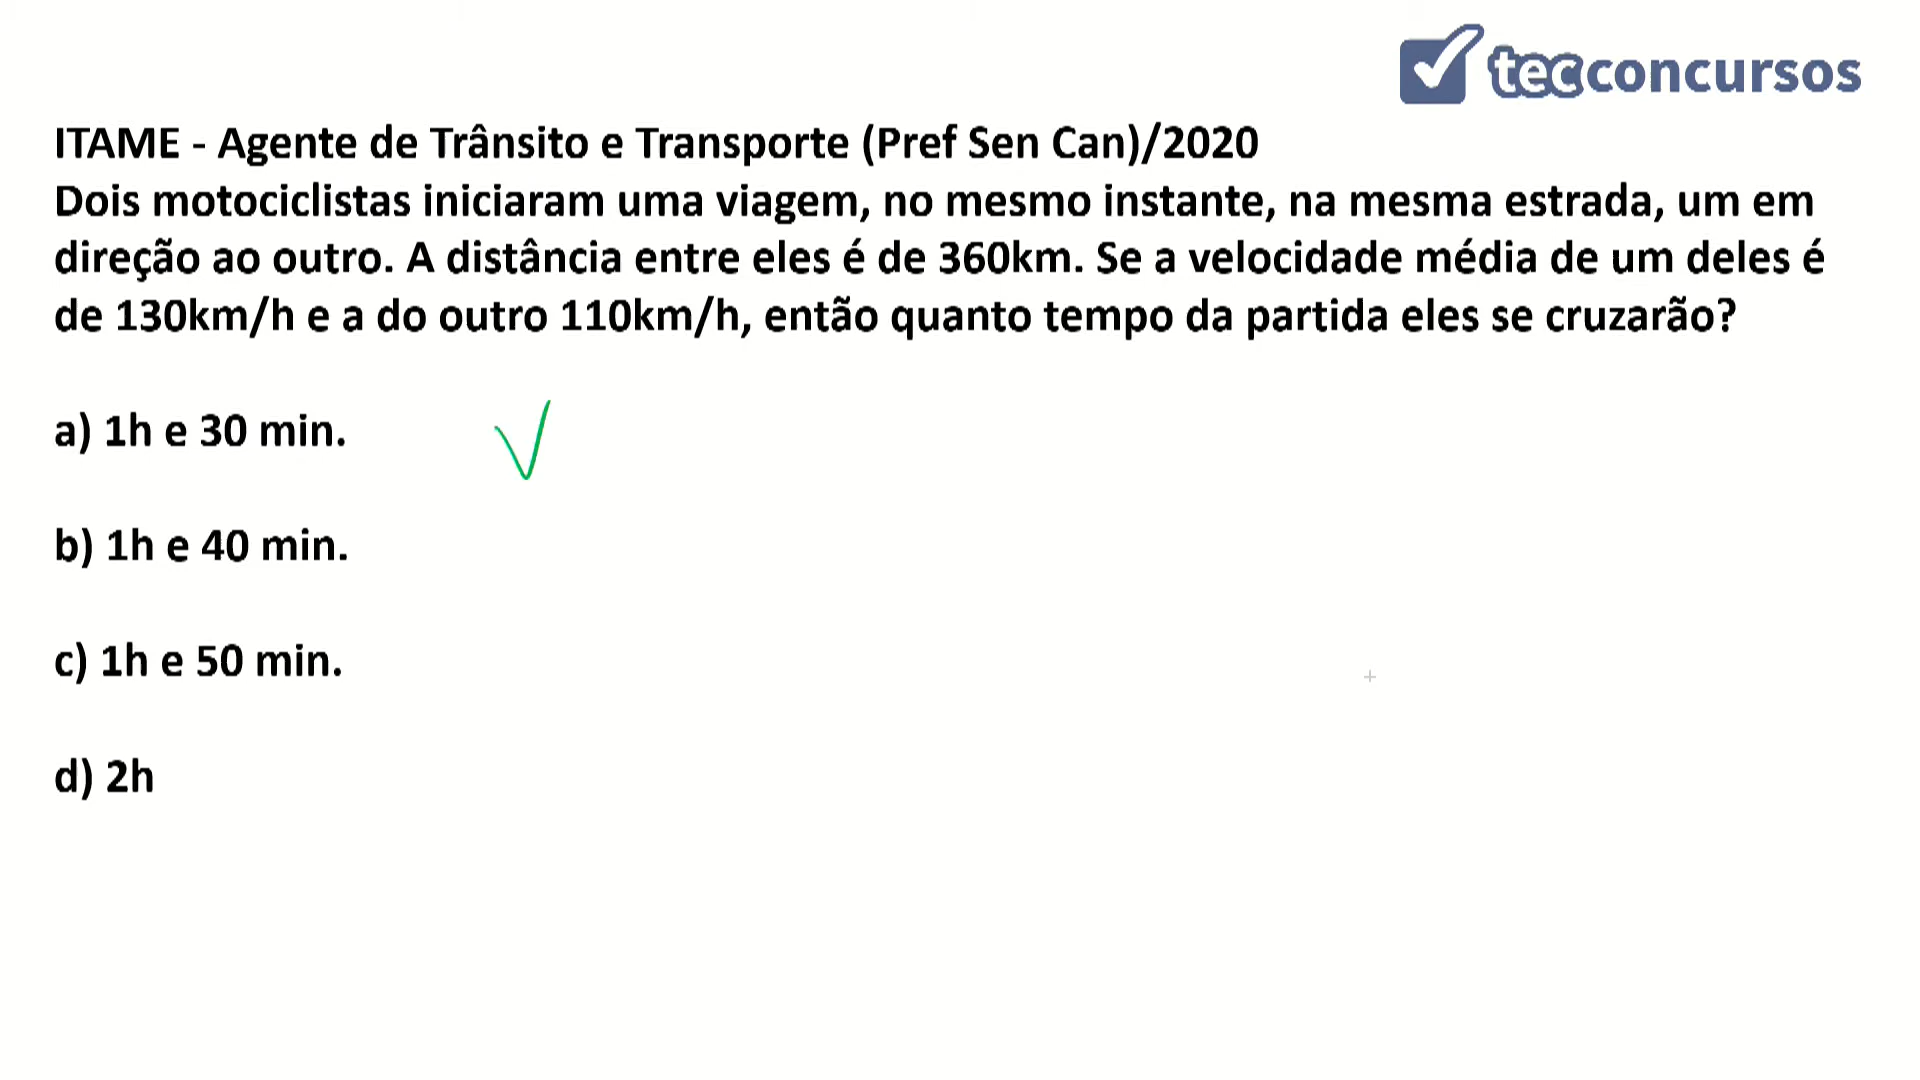 tecconcursos
ITAME - Agente de Trânsito e Transporte (Pref Sen Can)/2020
Dois motociclistas iniciaram uma viagem, no mesmo instante, na mesma estrada, um em
direção ao outro. A distância entre eles é de 360km. Se a velocidade média de um deles é
de 130km/h e a do outro 110km/h, então quanto tempo da partida eles se cruzarão?
a) 1h e 30 min.
b) 1h e 40 min.
c) 1h e 50 min.
d) 2h